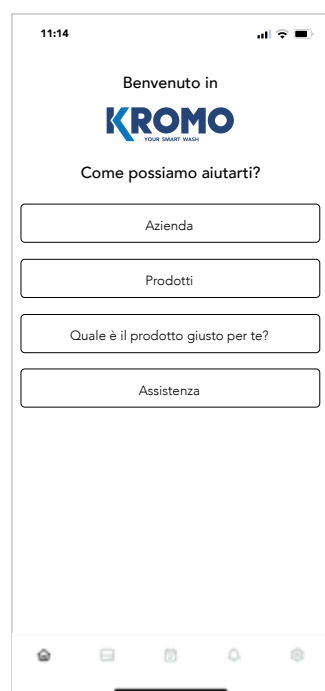 11:14
Benvenuto in
KROMO
YOUR SMART WASH
Come possiamo aiutarti?
Azienda
Prodotti
Quale è il prodotto giusto per te?
Assistenza